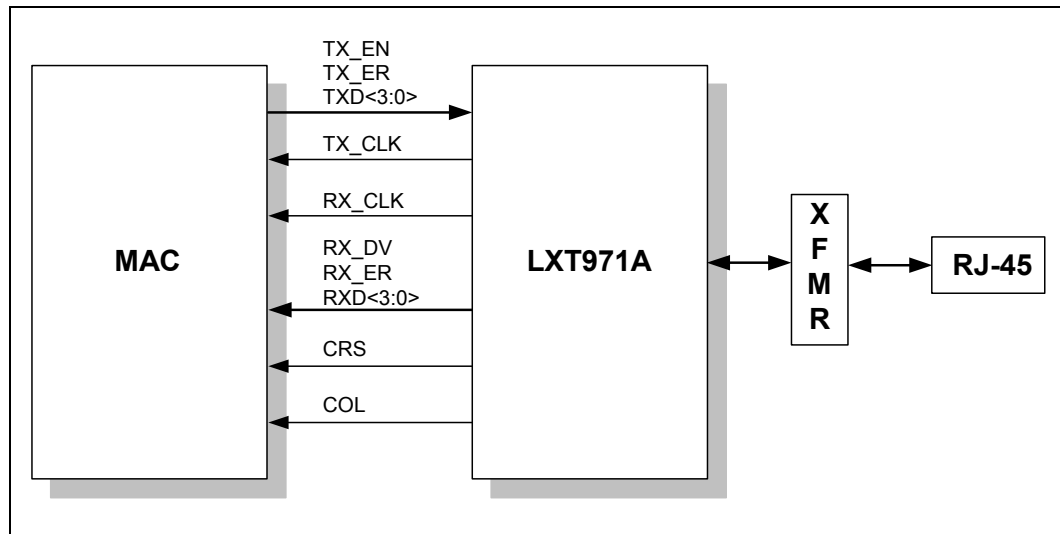 TX_EN
TX_ER
TXD<3:0>
TX_CLK
RX_CLK
RX_DV
RX_ER
RXD<3:0>
CRS
COL
MAC
LXT971A
X
F
M
R
RJ-45